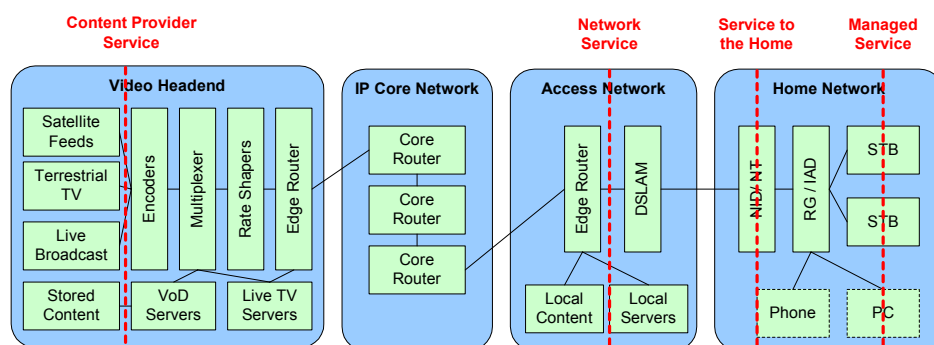 Content Provider
Service
Network
Service
Service to
the Home
Managed
Service
Video Headend
IP Core Network
Access Network
Home Network
Satellite
Feeds
Terrestrial
TV
Live
Broadcast
Stored
Content
Encoders
Multiplexer
Rate Shapers
Edge Router
VoD
Servers
Live TV
Servers
Core
Router
Core
Router
Core
Router
Edge Router
DSLAM
Local
Content
Local
Servers
NID/ NT
RG / IAD
STB
STB
Phone
PC